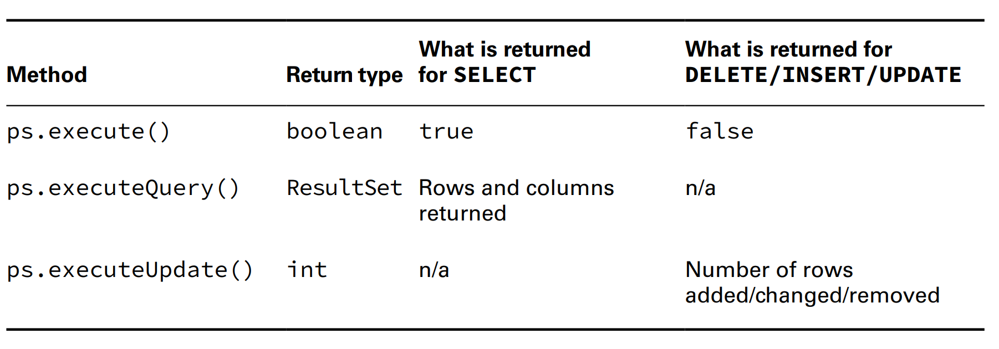 Method Return type What is returned for SELECT What is returned for DELETE/INSERT/UPDATE
ps.execute() boolean true false
ps.executeQuery() ResultSet Rows and columns returned n/a
ps.executeUpdate() int n/a Number of rows added/changed/removed